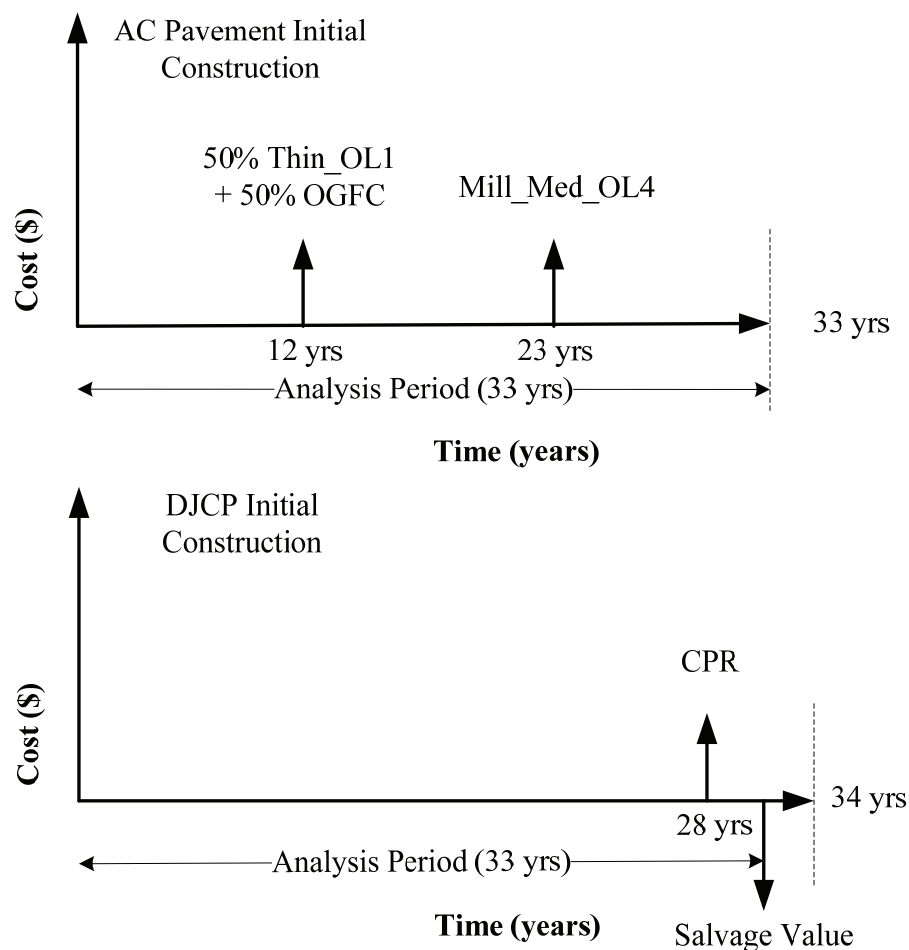 AC Pavement Initial
Construction
50% Thin_OL1
+ 50% OGFC
Mill_Med_OL4
Cost ($)
33 yrs
12 yrs
23 yrs
Analysis Period (33 yrs)
Time (years)
DJCP Initial
Construction
CPR
Cost ($)
34 yrs
28 yrs
Analysis Period (33 yrs)
Time (years)
Salvage Value